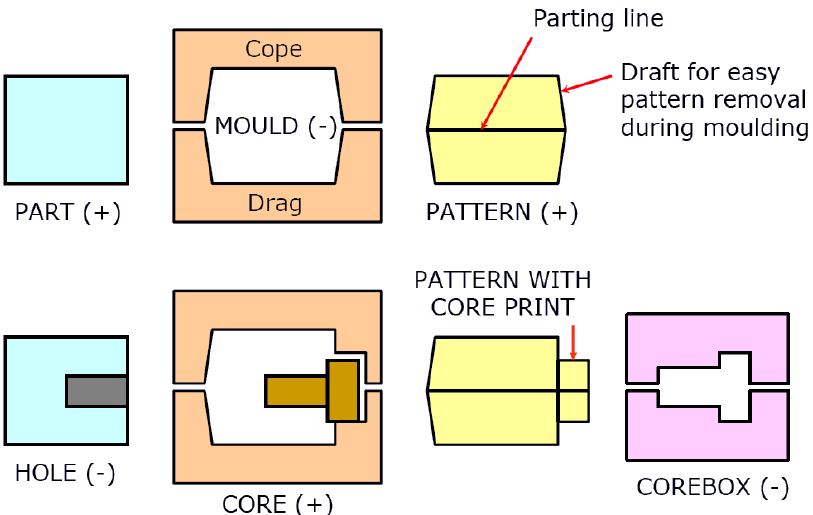 Parting line
Cope
Draft for easy
pattern removal
during moulding
MOULD (-)
Drag
PART (+)
PATTERN (+)
PATTERN WITH
CORE PRINT
HOLE (-)
CORE (+)
COREBOX (-)